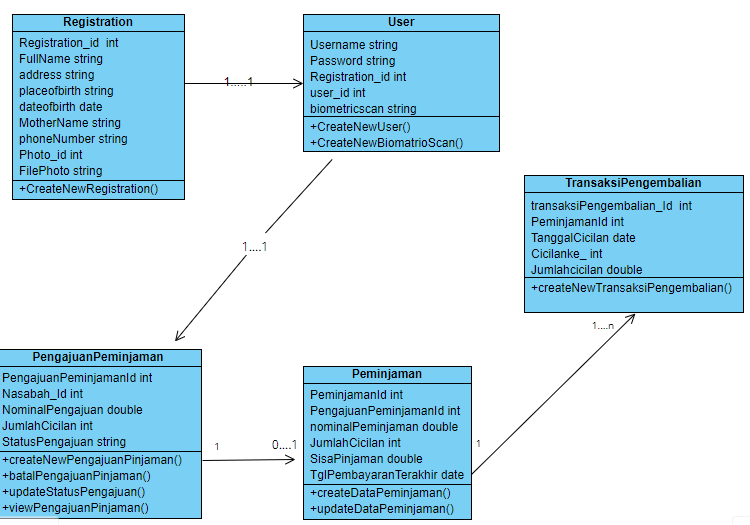 Registration
Registration_id  int
FullName string
address string
placeofbirth string
dateofbirth date
MotherName string
phoneNumber string
Photo_id int
FilePhoto string
+CreateNewRegistration()
1.....1
User
Username string
Password string
Registration_id int
user_id int
biometricscan string
+CreateNewUser()
+CreateNewBiomatrioScan()
1....1
TransaksiPengembalian
transaksiPengembalian_Id  int
PeminjamanId int
TanggalCicilan date
Cicilanke_ int
Jumlahcicilan double
+createNewTransaksiPengembalian()
1....n
PengajuanPeminjaman
PengajuanPeminjamanId int
Nasabah_Id int
NominalPengajuan double
JumlahCicilan int
StatusPengajuan string
+createNewPengajuanPinjaman()
+batalPengajuanPinjaman()
+updateStatusPengajuan()
+viewPengajuanPinjaman()
1
0....1
Peminjaman
PeminjamanId int
PengajuanPeminjamanId int
nominalPeminjaman double
JumlahCicilan int
SisaPinjaman double
TglPembayaranTerakhir date
+createDataPeminjaman()
+updateDataPeminjaman()
1